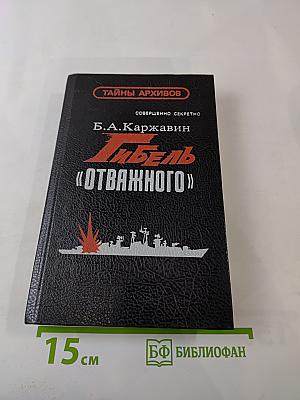 ТАЙНЫ АРХИВОВ
СОВЕРШЕННО СЕКРЕТНО
Б.А.Каржавин
Гибель
«ОТВАЖНОГО»
15 см
БФ БИБЛИОФАН